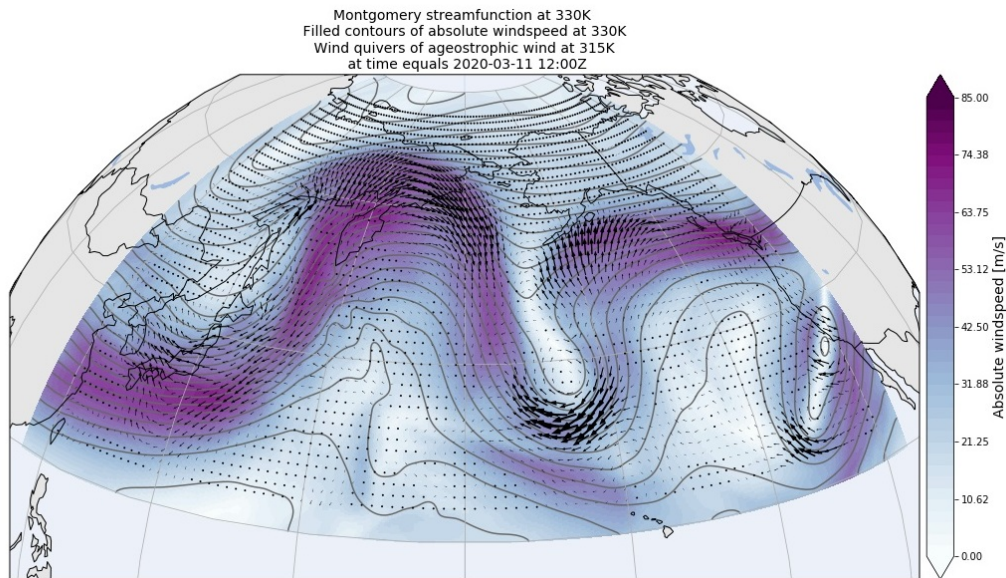 Montgomery streamfunction at 330K
Filled contours of absolute windspeed at 330K
Wind quivers of ageostrophic wind at 315K
at time equals 2020-03-11 12:00Z
85.00
74.38
63.75
53.12
42.50
31.88
21.25
10.62
0.00
Absolute windspeed [m/s]